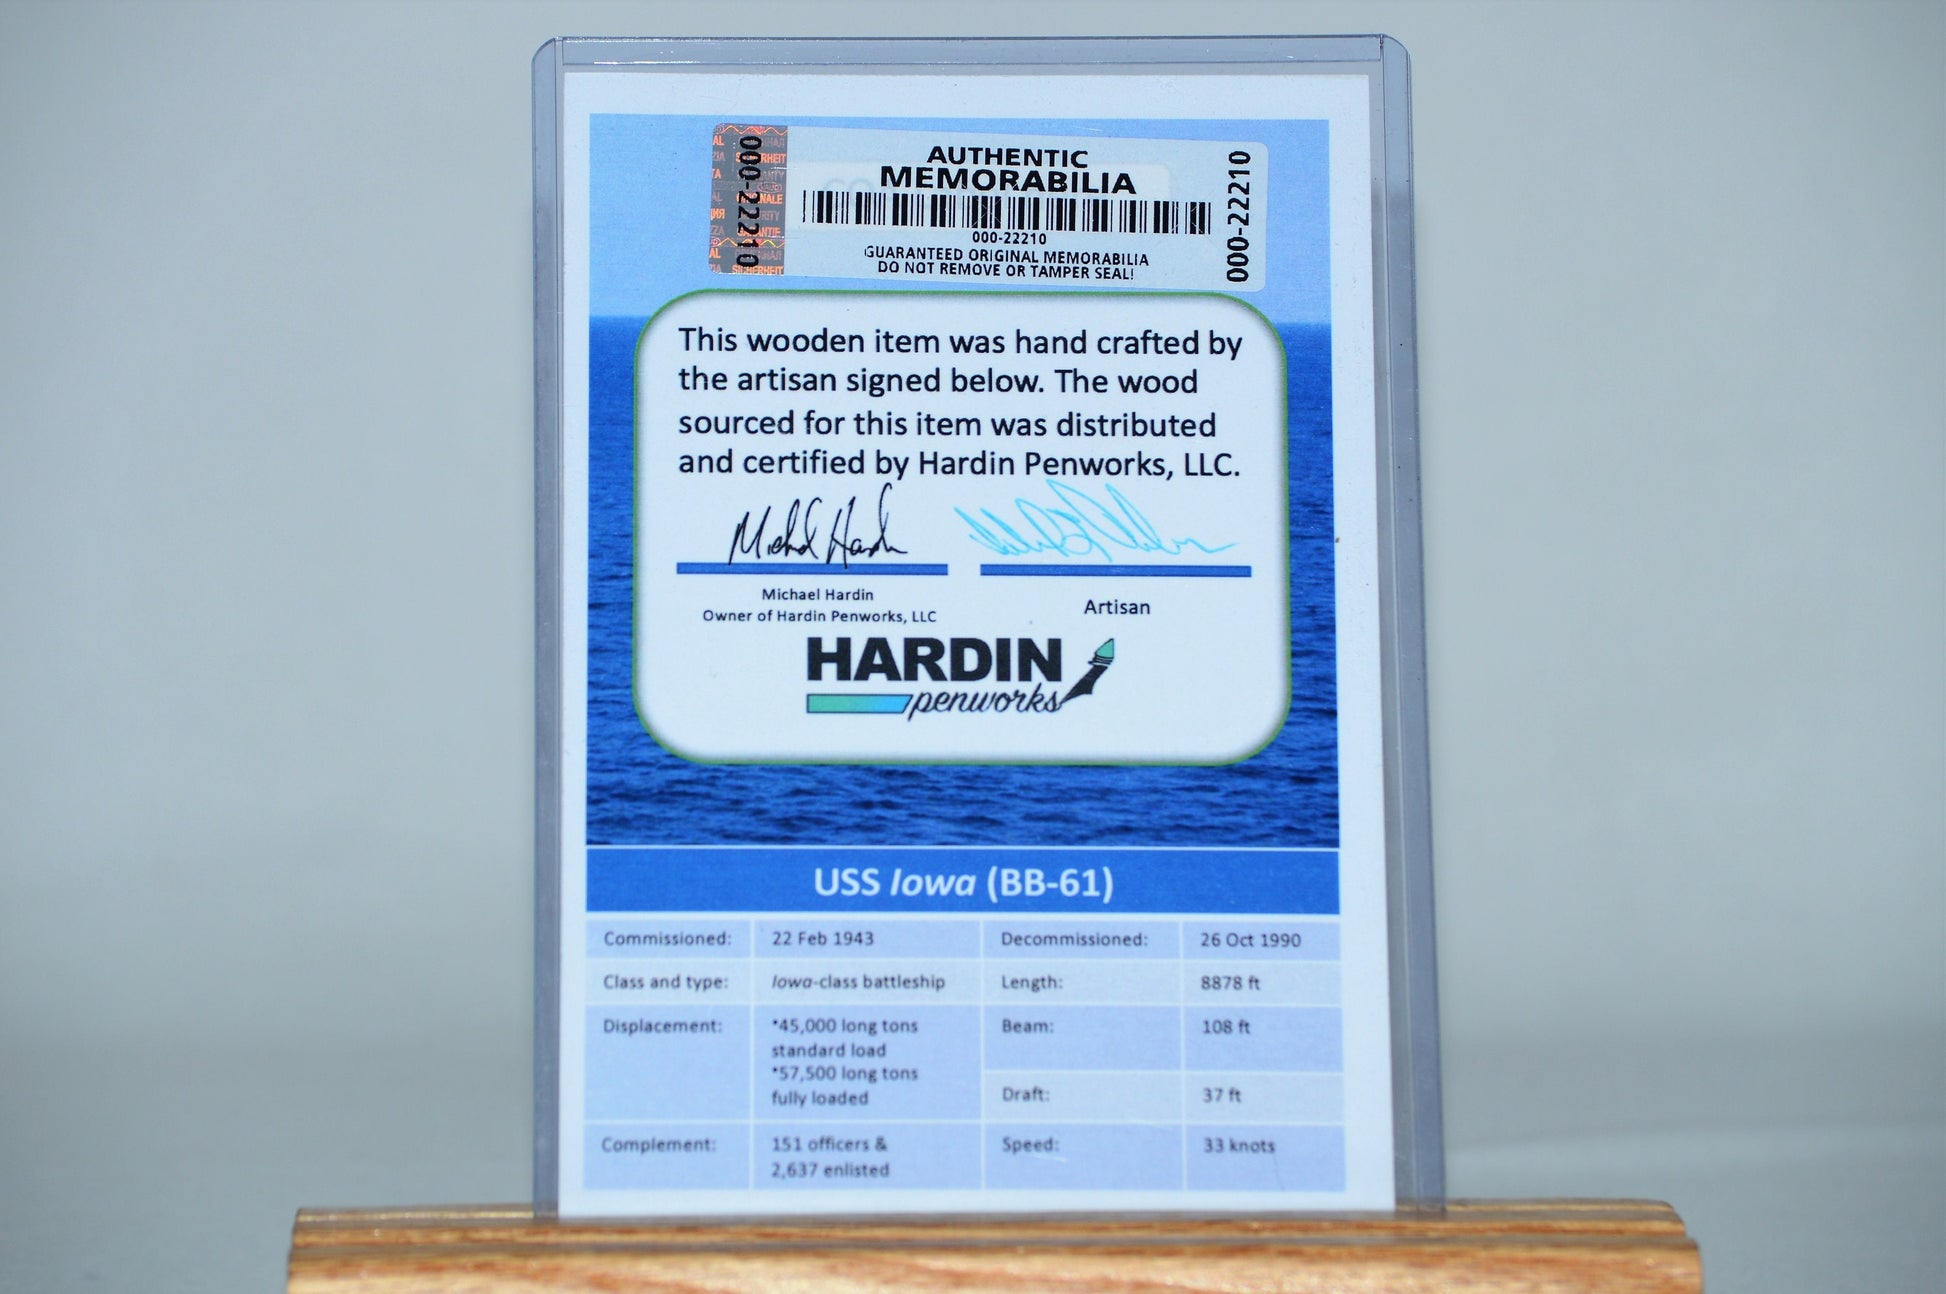 000-22210
AUTHENTIC
MEMORABILIA
000-22210
GUARANTEED ORIGINAL MEMORABILIA
DO NOT REMOVE OR TAMPER SEAL!
000-22210
This wooden item was hand crafted by
the artisan signed below. The wood
sourced for this item was distributed
and certified by Hardin Penworks, LLC.
Michael Hardin
Owner of Hardin Penworks, LLC
Artisan
HARDIN
penworks
USS Iowa (BB-61)
Commissioned: 22 Feb 1943 Decommissioned: 26 Oct 1990
Class and type: Iowa-class battleship Length: 8878 ft
Displacement: *45,000 long tons Beam: 108 ft
standard load
*57,500 long tons
fully loaded Draft: 37 ft
Complement: 151 officers & Speed: 33 knots
2,637 enlisted